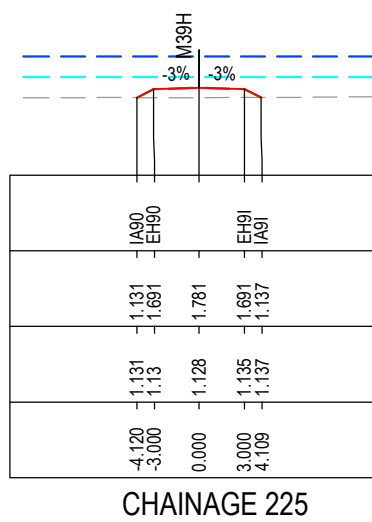 M39H
-3% -3%
IA90 EH90 EH9I IA9I
1.131 1.691 1.781 1.691 1.137
1.131 1.13 1.128 1.135 1.137
-4.120 -3.000 0.000 3.000 4.109
CHAINAGE 225